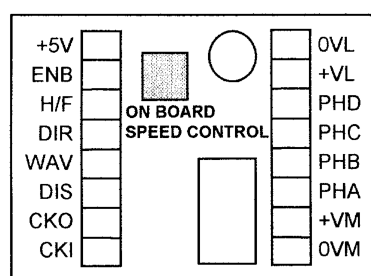 +5V
ENB
H/F
DIR
WAV
DIS
CKO
CKI
ON BOARD
SPEED CONTROL
0VL
+VL
PHD
PHC
PHB
PHA
+VM
0VM